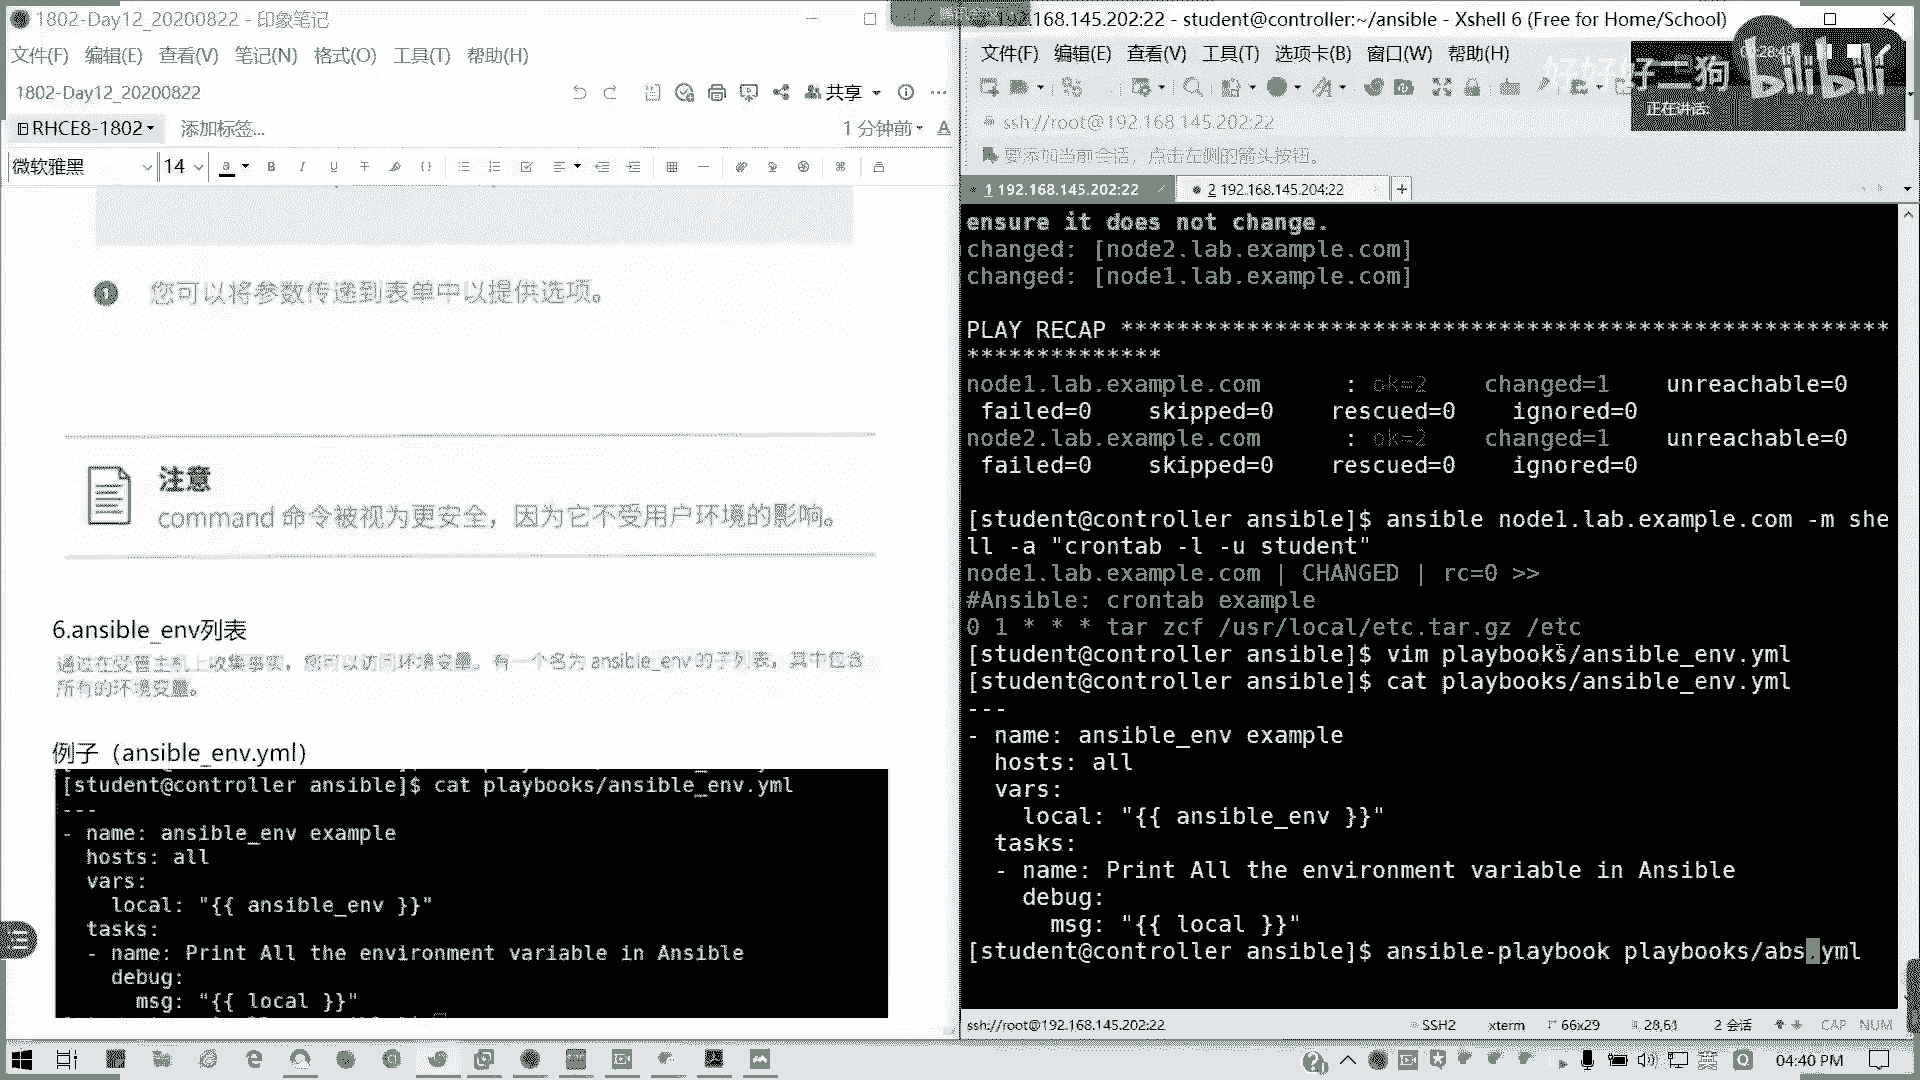 1802-Day12_20200822 - 印象笔记
文件(F) 编辑(E) 查看(V) 笔记(N) 格式(O) 工具(T) 帮助(H)
1802-Day12_20200822
共享
RHCE8-1802
添加标签...
1 分钟前
微软雅黑
14
1 您可以将参数传递到表单中以提供选项。
注意
command 命令被视为更安全，因为它不受用户环境的影响。
6.ansible_env列表
通过在受管主机上收集事实，您可以访问环境变量。有一个名为 ansible_env 的子列表，其中包含
所有的环境变量。
例子（ansible_env.yml）
[student@controller ansible]$ cat playbooks/ansible_env.yml
---
- name: ansible_env example
hosts: all
vars:
local: "{{ ansible_env }}"
tasks:
- name: Print All the environment variable in Ansible
debug:
msg: "{{ local }}"
192.168.145.202:22 - student@controller:~/ansible - Xshell 6 (Free for Home/School)
文件(F) 编辑(E) 查看(V) 工具(T) 选项卡(B) 窗口(W) 帮助(H)
好好好二狗
bilibili
正在讲话:
ssh://root@192.168.145.202:22
要添加当前会话，点击左侧的箭头按钮。
1 192.168.145.202:22
2 192.168.145.204:22
ensure it does not change.
changed: [node2.lab.example.com]
changed: [node1.lab.example.com]
PLAY RECAP *******************************************************
**************
node1.lab.example.com : ok=2 changed=1 unreachable=0
failed=0 skipped=0 rescued=0 ignored=0
node2.lab.example.com : ok=2 changed=1 unreachable=0
failed=0 skipped=0 rescued=0 ignored=0
[student@controller ansible]$ ansible node1.lab.example.com -m she
ll -a "crontab -l -u student"
node1.lab.example.com | CHANGED | rc=0 >>
#Ansible: crontab example
0 1 * * * tar zcf /usr/local/etc.tar.gz /etc
[student@controller ansible]$ vim playbooks/ansible_env.yml
[student@controller ansible]$ cat playbooks/ansible_env.yml
---
- name: ansible_env example
hosts: all
vars:
local: "{{ ansible_env }}"
tasks:
- name: Print All the environment variable in Ansible
debug:
msg: "{{ local }}"
[student@controller ansible]$ ansible-playbook playbooks/abs.yml
ssh://root@192.168.145.202:22
SSH2
xterm
66x29
28,61
2 会话
CAP NUM
英
04:40 PM